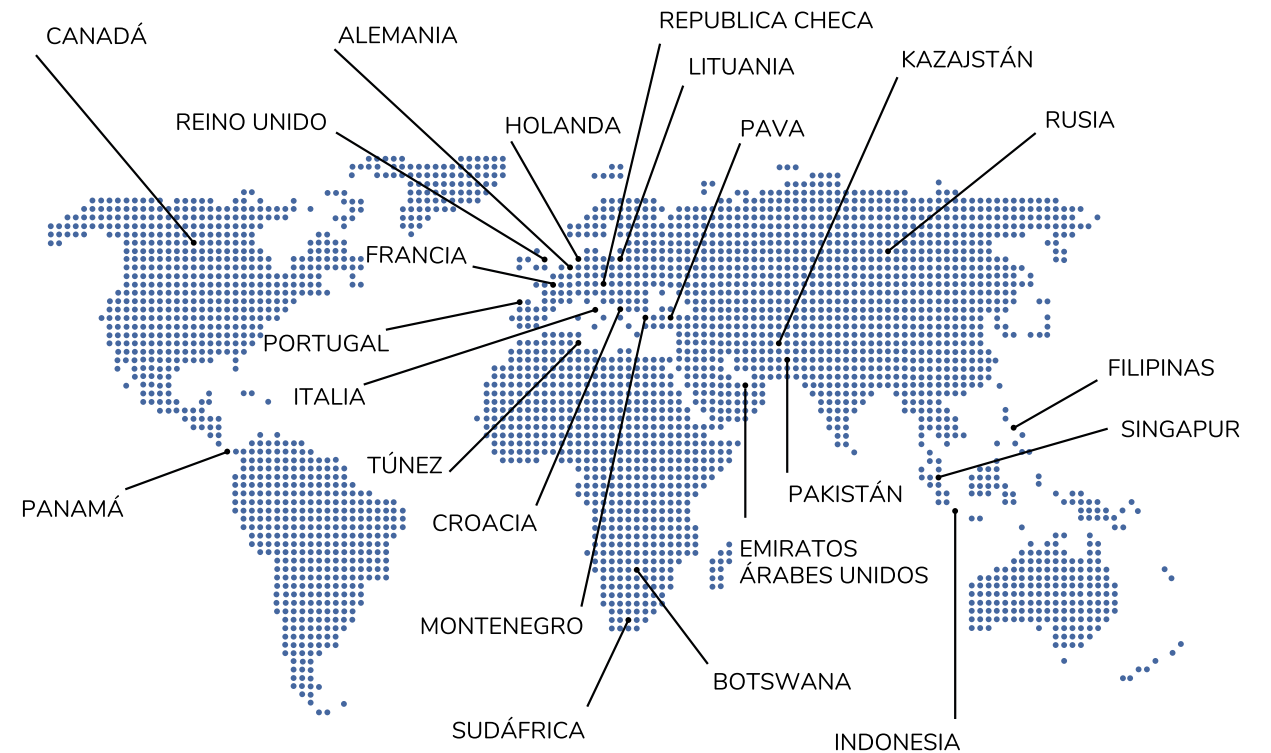 REPUBLICA CHECA
CANADÁ
ALEMANIA
LITUANIA
KAZAJSTÁN
REINO UNIDO
HOLANDA
PAVA
RUSIA
FRANCIA
PORTUGAL
FILIPINAS
ITALIA
SINGAPUR
TÚNEZ
PAKISTÁN
PANAMÁ
CROACIA
EMIRATOS
ÁRABES UNIDOS
MONTENEGRO
BOTSWANA
SUDÁFRICA
INDONESIA